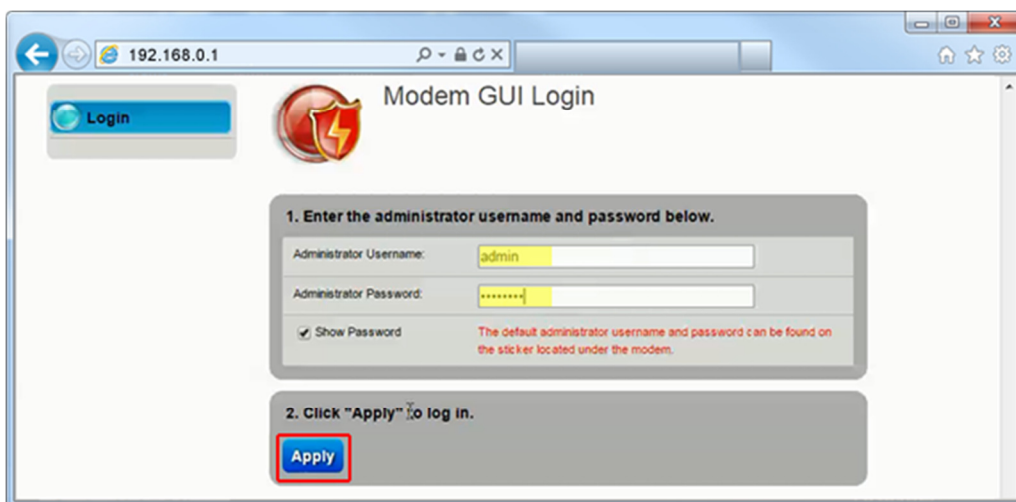 192.168.0.1
Login
Modem GUI Login
1. Enter the administrator username and password below.
Administrator Username:
admin
Administrator Password:
••••••••
Show Password
The default administrator username and password can be found on
the sticker located under the modem.
2. Click "Apply" to log in.
Apply